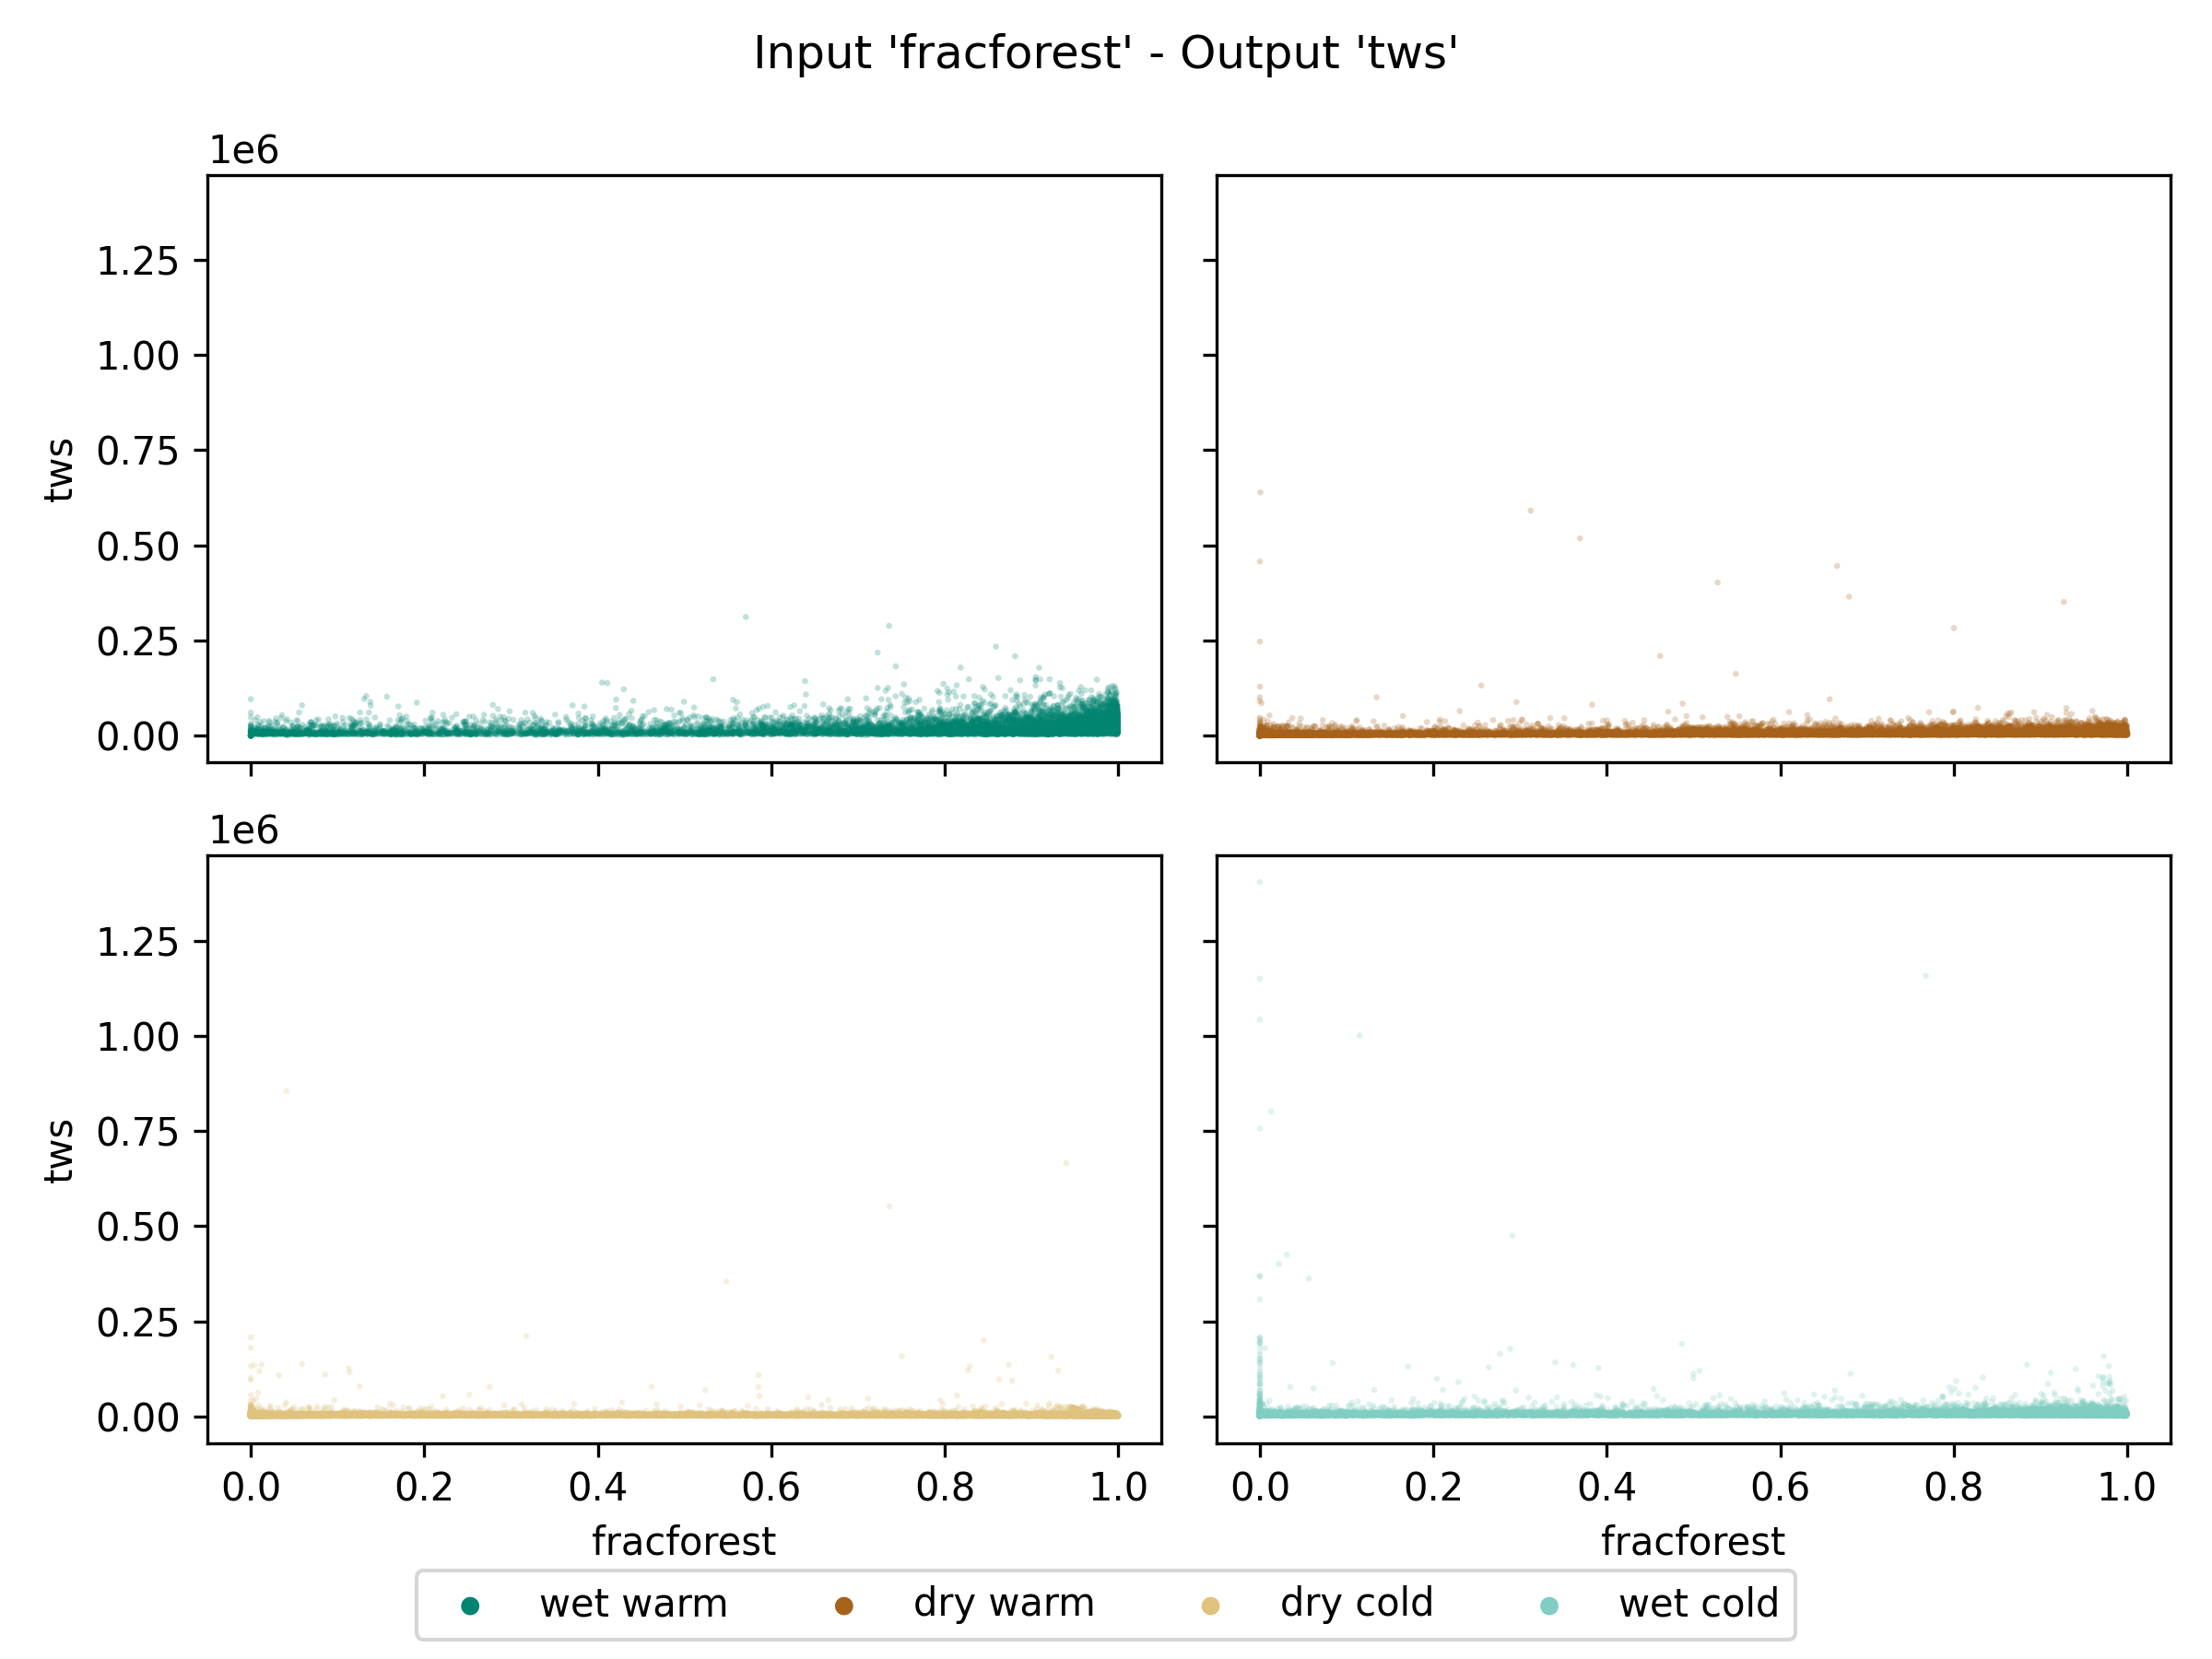 Input 'fracforest' - Output 'tws'
1e6
1.25
1.00
0.75
0.50
0.25
0.00
tws
1e6
1.25
1.00
0.75
0.50
0.25
0.00
tws
0.0 0.2 0.4 0.6 0.8 1.0
fracforest
0.0 0.2 0.4 0.6 0.8 1.0
fracforest
wet warm dry warm dry cold wet cold